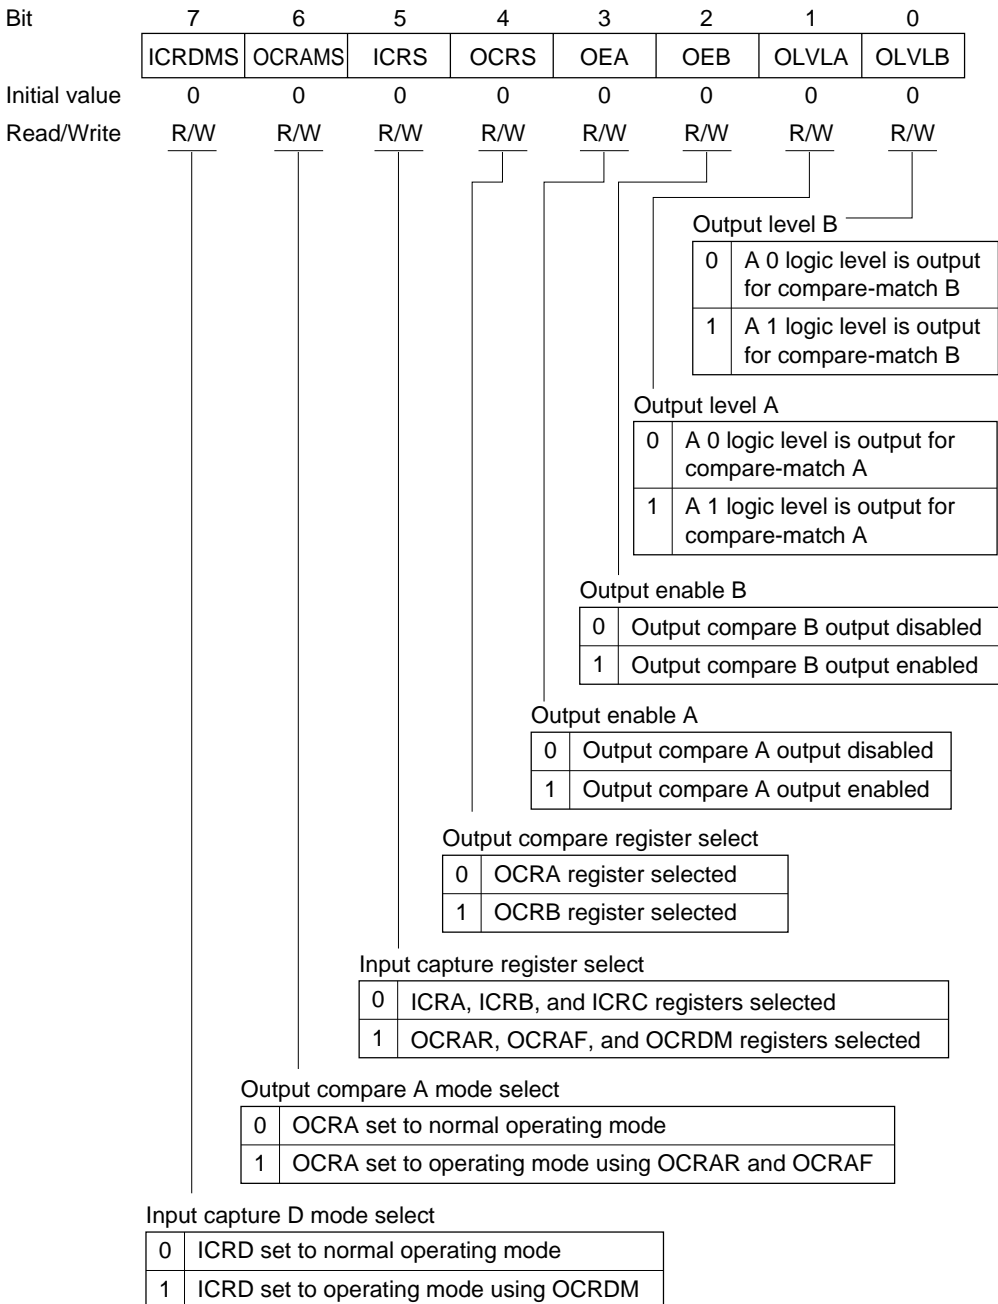 Bit 7 6 5 4 3 2 1 0
ICRDMS OCRAMS ICRS OCRS OEA OEB OLVLA OLVLB
Initial value 0 0 0 0 0 0 0 0
Read/Write R/W R/W R/W R/W R/W R/W R/W R/W
Output level B
0 A 0 logic level is output
for compare-match B
1 A 1 logic level is output
for compare-match B
Output level A
0 A 0 logic level is output for
compare-match A
1 A 1 logic level is output for
compare-match A
Output enable B
0 Output compare B output disabled
1 Output compare B output enabled
Output enable A
0 Output compare A output disabled
1 Output compare A output enabled
Output compare register select
0 OCRA register selected
1 OCRB register selected
Input capture register select
0 ICRA, ICRB, and ICRC registers selected
1 OCRAR, OCRAF, and OCRDM registers selected
Output compare A mode select
0 OCRA set to normal operating mode
1 OCRA set to operating mode using OCRAR and OCRAF
Input capture D mode select
0 ICRD set to normal operating mode
1 ICRD set to operating mode using OCRDM